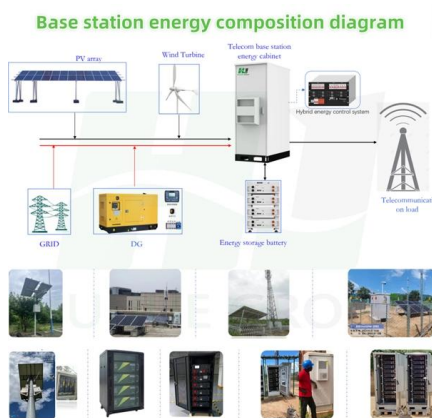 Base station energy composition diagram
PV array
Wind Turbine
Telecom base station
energy cabinet
Hybrid energy control system
Telecommunicati
on load
GRID
DG
Energy storage battery